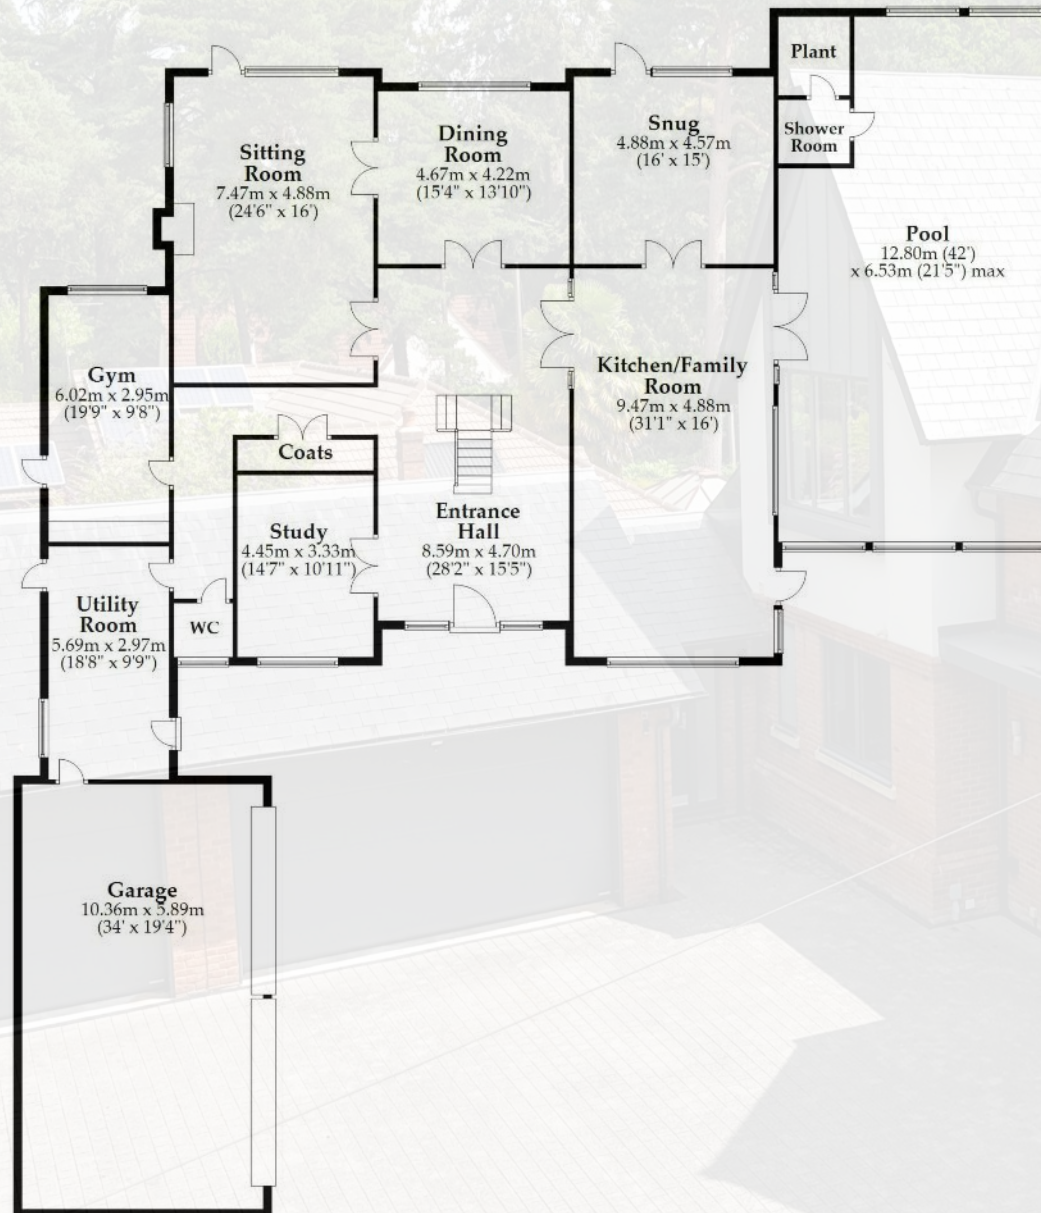 Plant
Shower
Room
Snug
4.88m x 4.57m
(16' x 15')
Dining
Room
4.67m x 4.22m
(15'4" x 13'10")
Sitting
Room
7.47m x 4.88m
(24'6" x 16')
Pool
12.80m (42')
x 6.53m (21'5") max
Gym
6.02m x 2.95m
(19'9" x 9'8")
Kitchen/Family
Room
9.47m x 4.88m
(31'1" x 16')
Coats
Study
4.45m x 3.33m
(14'7" x 10'11")
Entrance
Hall
8.59m x 4.70m
(28'2" x 15'5")
Utility
Room
5.69m x 2.97m
(18'8" x 9'9")
WC
Garage
10.36m x 5.89m
(34' x 19'4")